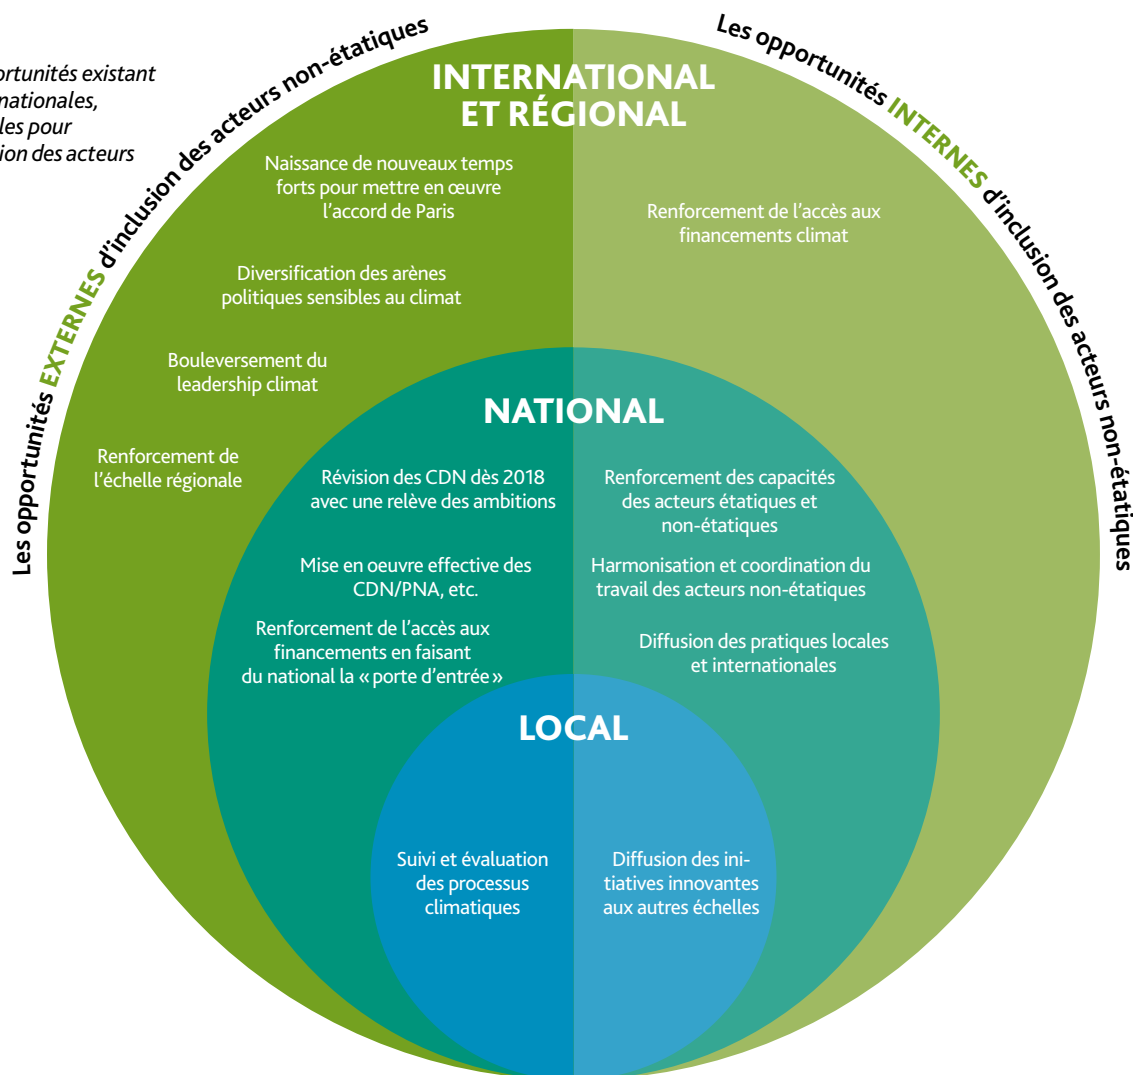 Les opportunités EXTERNES d'inclusion des acteurs non-étatiques
Les opportunités INTERNES d'inclusion des acteurs non-étatiques
ortunités existant
nationales,
les pour
ion des acteurs
INTERNATIONAL
ET RÉGIONAL
Naissance de nouveaux temps
forts pour mettre en œuvre
l'accord de Paris
Diversification des arènes
politiques sensibles au climat
Bouleversement du
leadership climat
Renforcement de
l'échelle régionale
Renforcement de l'accès aux
financements climat
NATIONAL
Révision des CDN dès 2018
avec une relève des ambitions
Mise en oeuvre effective des
CDN/PNA, etc.
Renforcement de l'accès aux
financements en faisant
du national la « porte d'entrée »
Renforcement des capacités
des acteurs étatiques et
non-étatiques
Harmonisation et coordination du
travail des acteurs non-étatiques
Diffusion des pratiques locales
et internationales
LOCAL
Suivi et évaluation
des processus
climatiques
Diffusion des ini-
tiatives innovantes
aux autres échelles